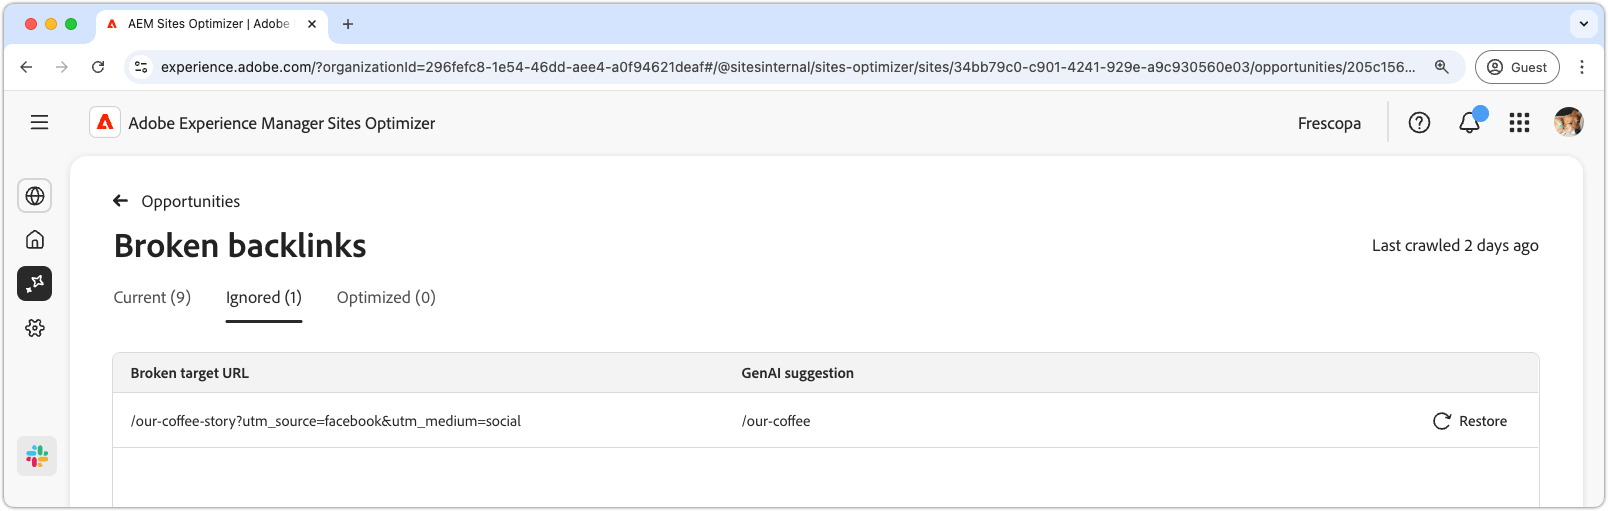 AEM Sites Optimizer | Adobe
experience.adobe.com/?organizationId=296fefc8-1e54-46dd-aee4-a0f94621deaf#/@sitesinternal/sites-optimizer/sites/34bb79c0-c901-4241-929e-a9c930560e03/opportunities/205c156...
Guest
Adobe Experience Manager Sites Optimizer
Frescopa
Opportunities
Broken backlinks
Last crawled 2 days ago
Current (9) Ignored (1) Optimized (0)
Broken target URL GenAI suggestion
/our-coffee-story?utm_source=facebook&utm_medium=social /our-coffee Restore